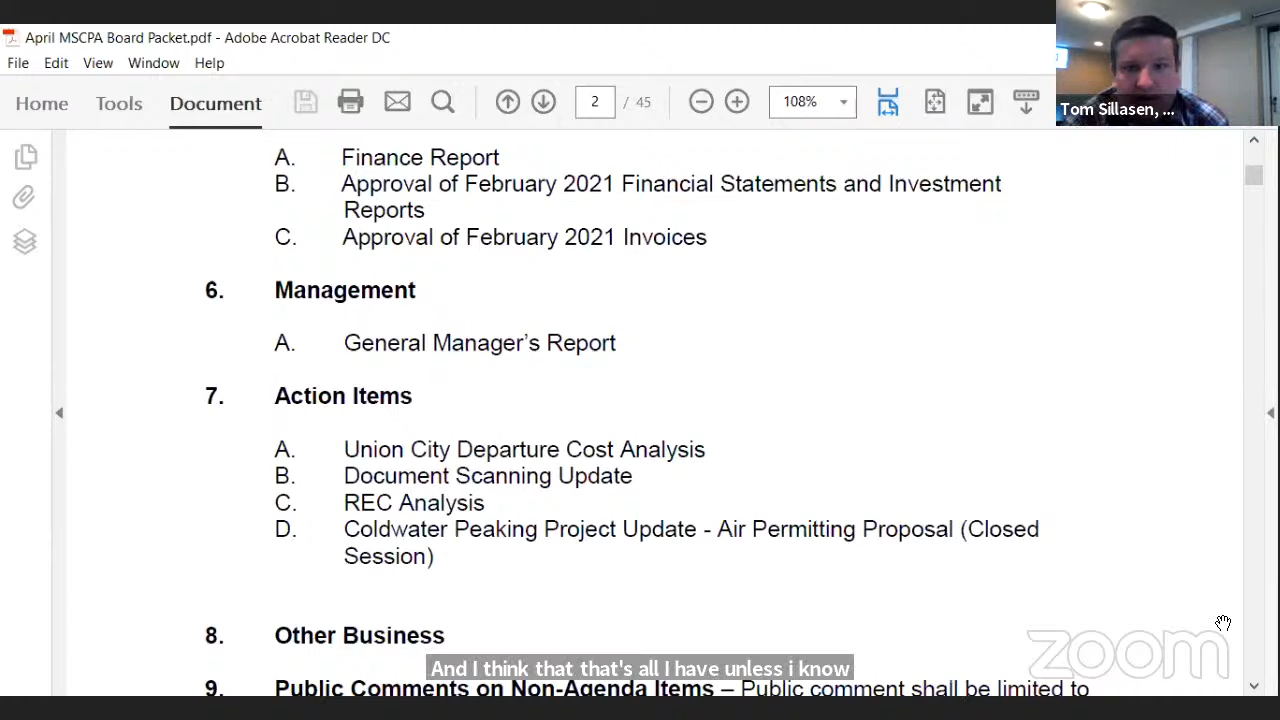 April MSCPA Board Packet.pdf - Adobe Acrobat Reader DC
File Edit View Window Help
Home Tools Document 2 / 45 108%
Tom Sillasen, ...
A. Finance Report
B. Approval of February 2021 Financial Statements and Investment
Reports
C. Approval of February 2021 Invoices
6. Management
A. General Manager's Report
7. Action Items
A. Union City Departure Cost Analysis
B. Document Scanning Update
C. REC Analysis
D. Coldwater Peaking Project Update - Air Permitting Proposal (Closed
Session)
8. Other Business
zoom
And I think that that's all I have unless i know
9. Public Comments on Non-Agenda Items – Public comment shall be limited to